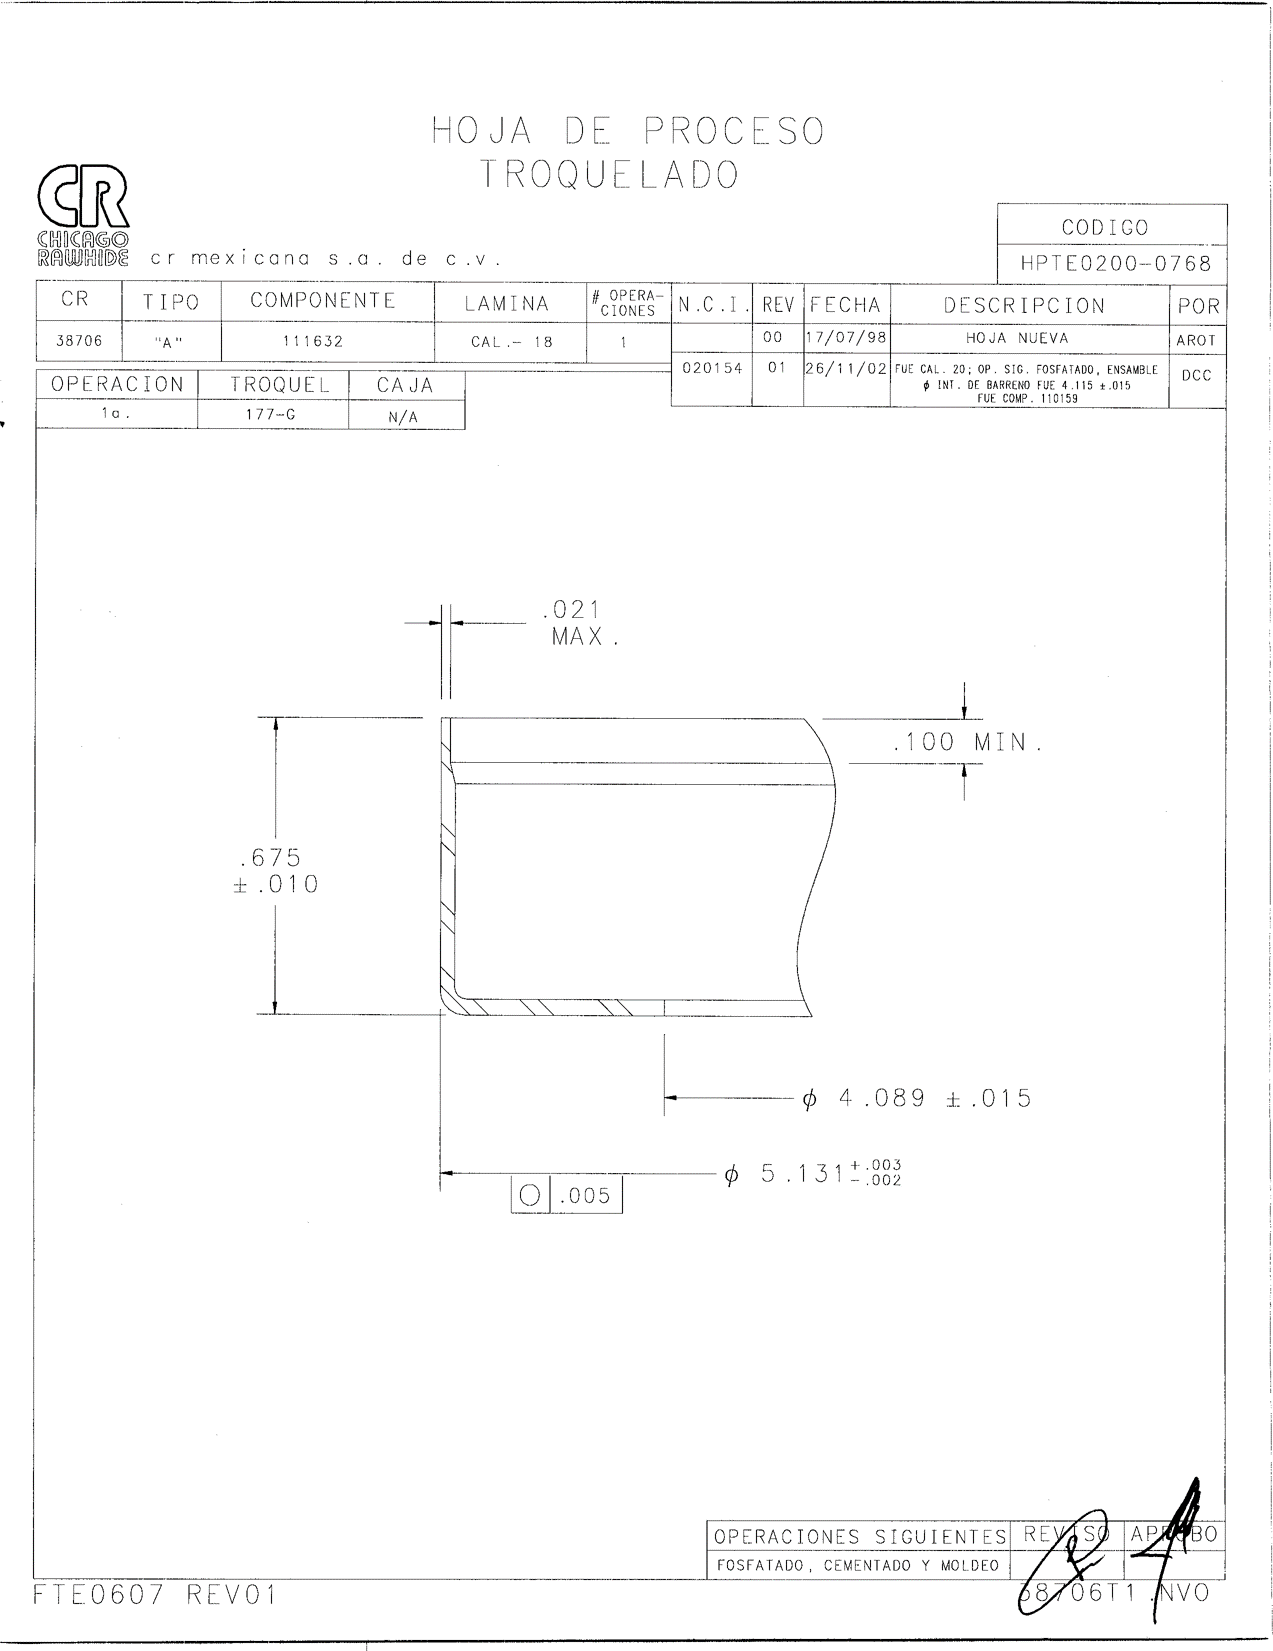 HOJA DE PROCESO
TROQUELADO
CR
CHICAGO
RAWHIDE
cr mexicana s.a. de c.v.
CODIGO
HPTE0200-0768
CR TIPO COMPONENTE LAMINA # OPERA-
CIONES
38706 "A" 111632 CAL.- 18 1
N.C.I. REV FECHA DESCRIPCION POR
00 17/07/98 HOJA NUEVA AROT
020154 01 26/11/02 FUE CAL. 20; OP. SIG. FOSFATADO, ENSAMBLE DCC
ϕ INT. DE BARRENO FUE 4.115 ±.015
FUE COMP. 110159
OPERACION TROQUEL CAJA
1a. 177-G N/A
.021
MAX.
.100 MIN.
.675
±.010
ϕ 4.089 ±.015
ϕ 5.131 +.003
-.002
.005
OPERACIONES SIGUIENTES REVISO APROBO
FOSFATADO, CEMENTADO Y MOLDEO
FTE0607 REV01
38706T1.NVO